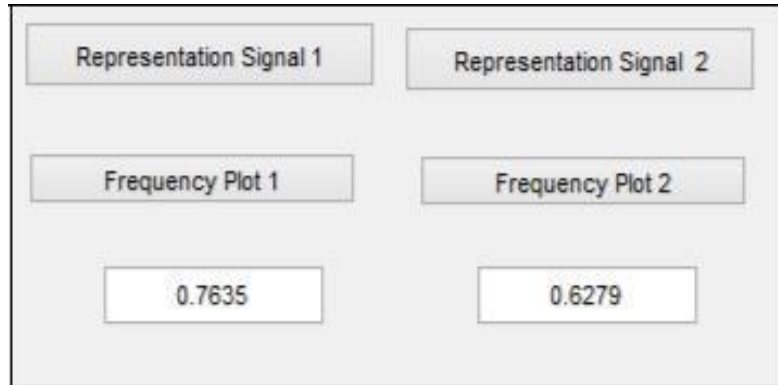 Representation Signal 1
Representation Signal 2
Frequency Plot 1
Frequency Plot 2
0.7635
0.6279